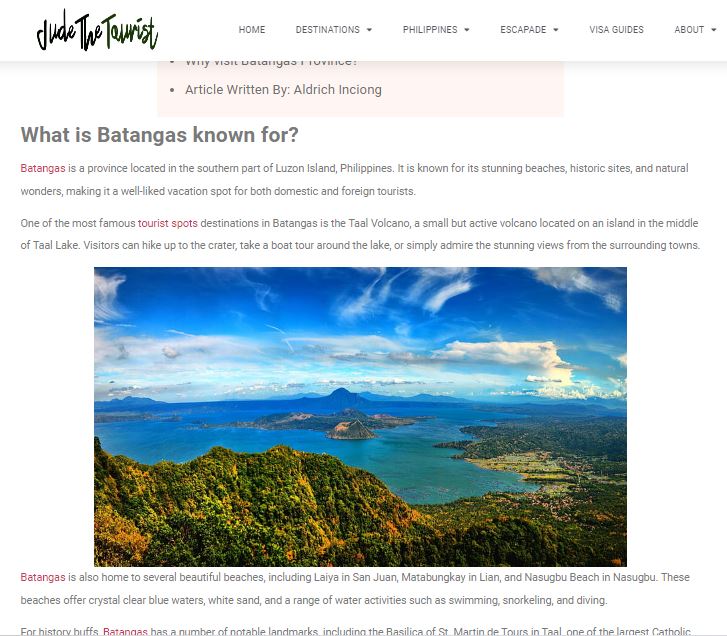 Jude The Tourist
HOME DESTINATIONS PHILIPPINES ESCAPADE VISA GUIDES ABOUT
Why visit Batangas Province?
Article Written By: Aldrich Inciong
What is Batangas known for?
Batangas is a province located in the southern part of Luzon Island, Philippines. It is known for its stunning beaches, historic sites, and natural
wonders, making it a well-liked vacation spot for both domestic and foreign tourists.
One of the most famous tourist spots destinations in Batangas is the Taal Volcano, a small but active volcano located on an island in the middle
of Taal Lake. Visitors can hike up to the crater, take a boat tour around the lake, or simply admire the stunning views from the surrounding towns.
Batangas is also home to several beautiful beaches, including Laiya in San Juan, Matabungkay in Lian, and Nasugbu Beach in Nasugbu. These
beaches offer crystal clear blue waters, white sand, and a range of water activities such as swimming, snorkeling, and diving.
For history buffs, Batangas has a number of notable landmarks, including the Basilica of St. Martin de Tours in Taal, one of the largest Catholic